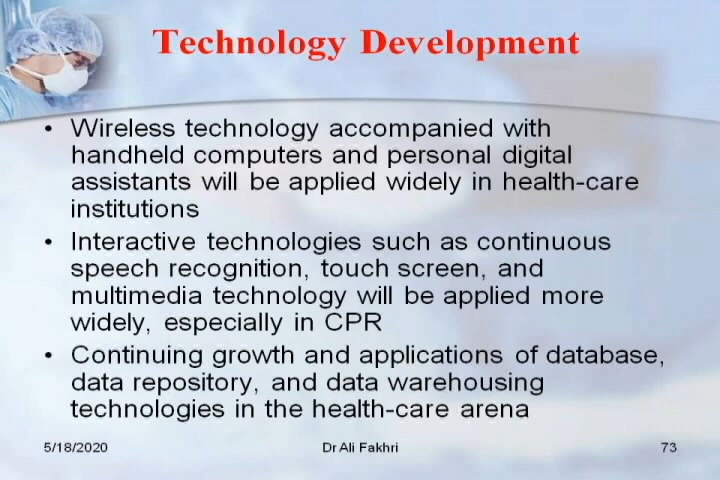 Technology Development
• Wireless technology accompanied with
handheld computers and personal digital
assistants will be applied widely in health-care
institutions
• Interactive technologies such as continuous
speech recognition, touch screen, and
multimedia technology will be applied more
widely, especially in CPR
• Continuing growth and applications of database,
data repository, and data warehousing
technologies in the health-care arena
5/18/2020 Dr Ali Fakhri 73